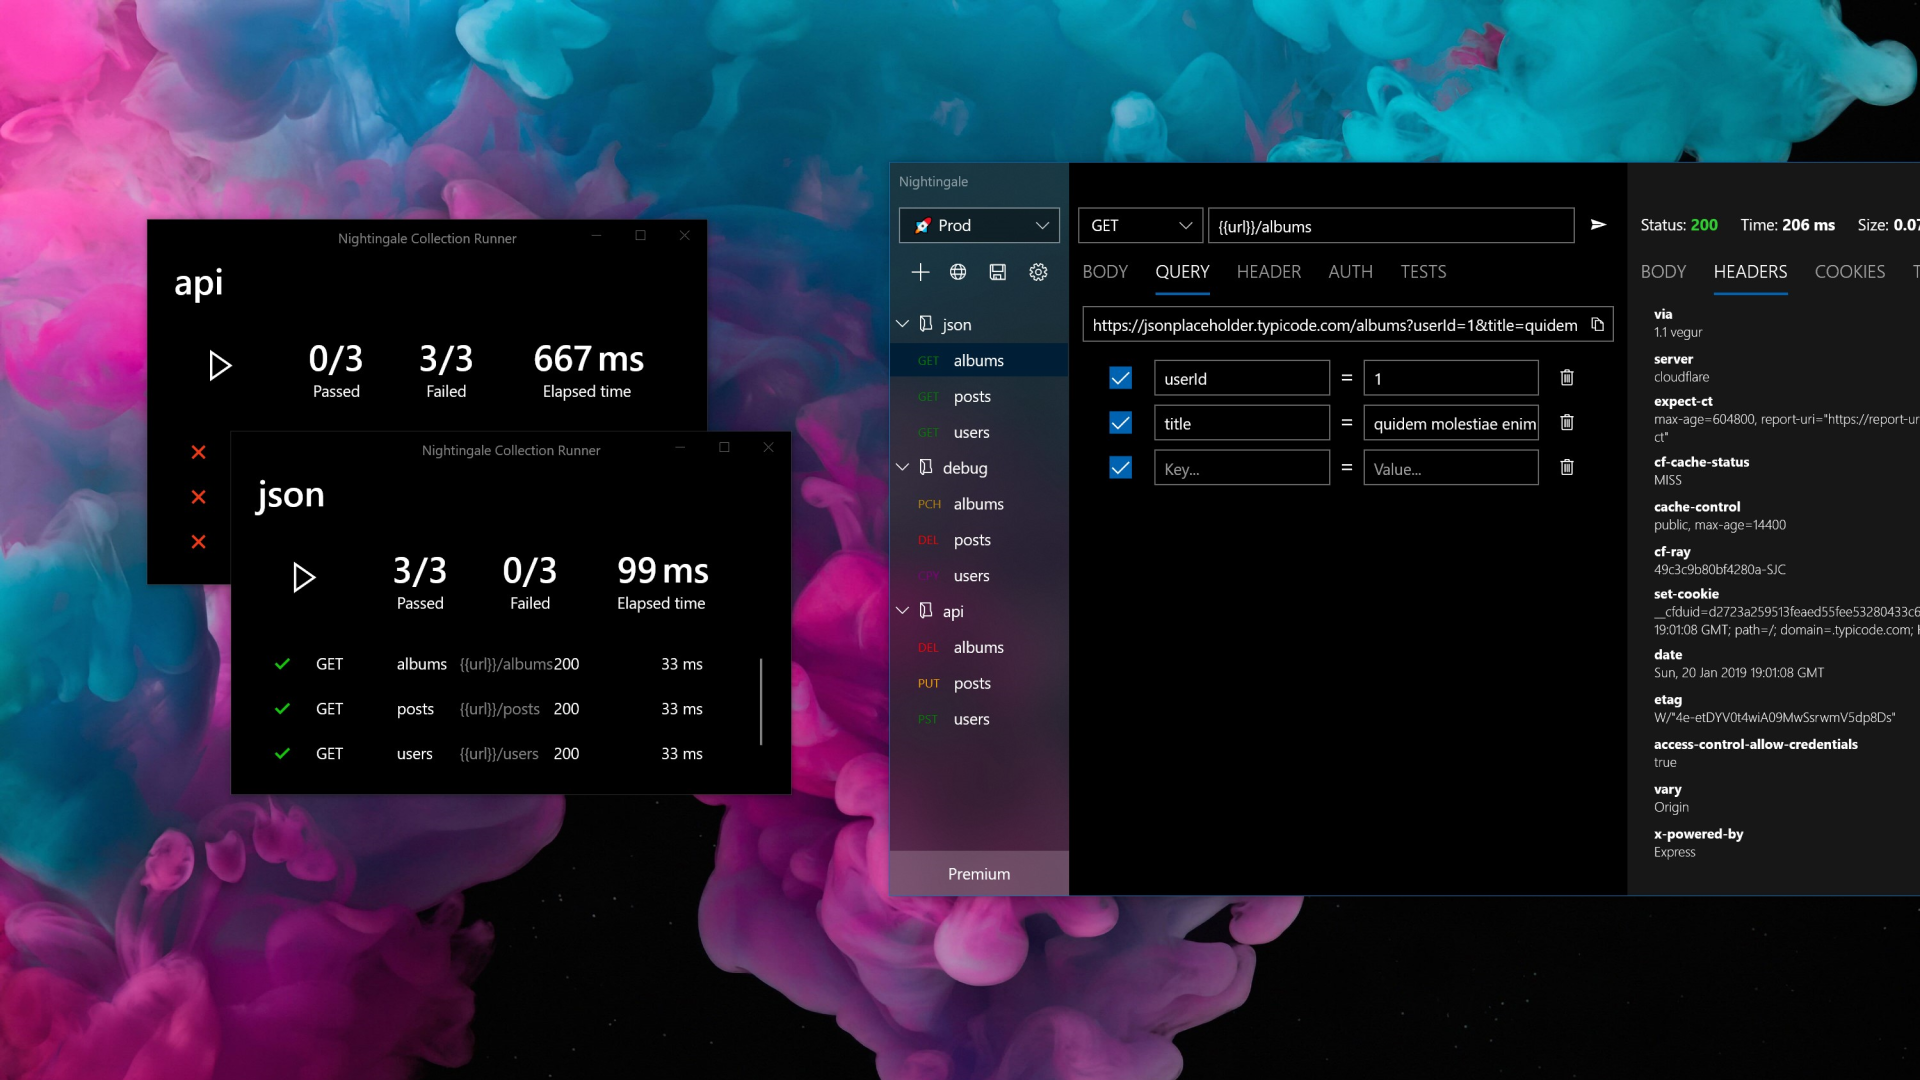 Nightingale Collection Runner
api
0/3 3/3 667 ms
Passed Failed Elapsed time
Nightingale Collection Runner
json
3/3 0/3 99 ms
Passed Failed Elapsed time
GET albums {{url}}/albums 200 33 ms
GET posts {{url}}/posts 200 33 ms
GET users {{url}}/users 200 33 ms
Nightingale
Prod
json
GET albums
GET posts
GET users
debug
PCH albums
DEL posts
CPY users
api
DEL albums
PUT posts
PST users
Premium
GET {{url}}/albums
BODY QUERY HEADER AUTH TESTS
https://jsonplaceholder.typicode.com/albums?userId=1&title=quidem
userId = 1
title = quidem molestiae enim
Key... = Value...
Status: 200 Time: 206 ms Size: 0.07
BODY HEADERS COOKIES T
via
1.1 vegur
server
cloudflare
expect-ct
max-age=604800, report-uri="https://report-ur
ct"
cf-cache-status
MISS
cache-control
public, max-age=14400
cf-ray
49c3c9b80bf4280a-SJC
set-cookie
__cfduid=d2723a259513feaed55fee53280433c6
19:01:08 GMT; path=/; domain=.typicode.com; H
date
Sun, 20 Jan 2019 19:01:08 GMT
etag
W/"4e-etDYV0t4wiA09MwSsrwmV5dp8Ds"
access-control-allow-credentials
true
vary
Origin
x-powered-by
Express